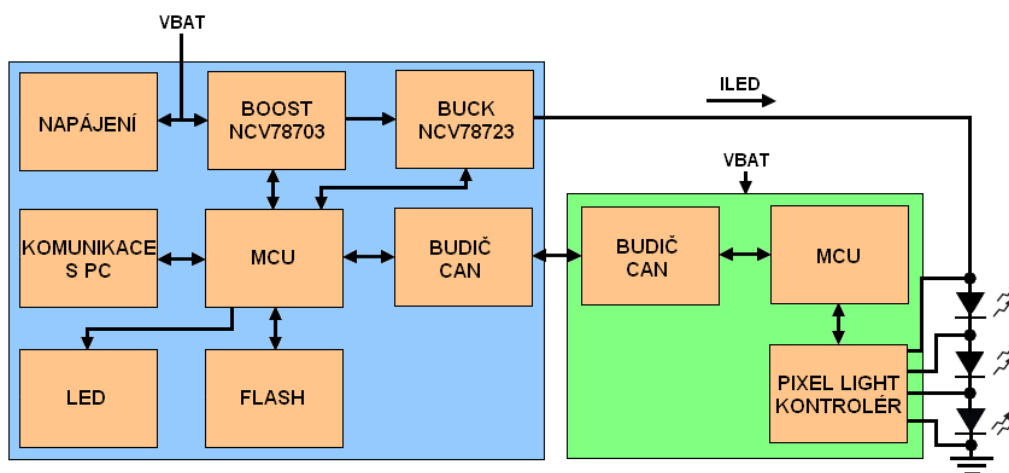 VBAT
NAPÁJENÍ
BOOST
NCV78703
BUCK
NCV78723
ILED
VBAT
KOMUNIKACE
S PC
MCU
BUDIČ
CAN
BUDIČ
CAN
MCU
LED
FLASH
PIXEL LIGHT
KONTROLÉR